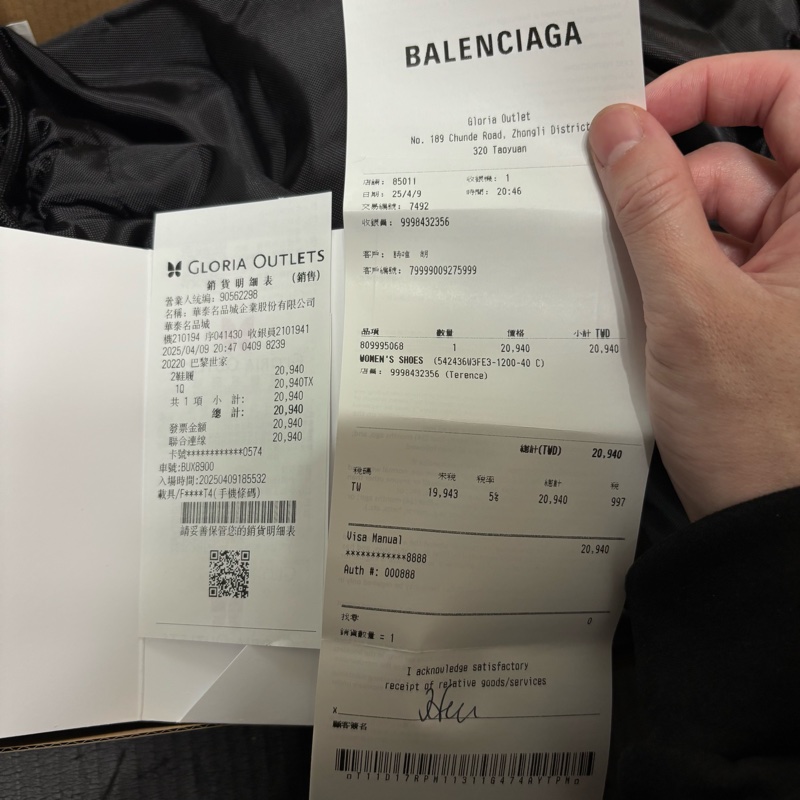 GLORIA OUTLETS
銷貨明細表 (銷售)
營業人統編: 90562298
名稱: 華泰名品城企業股份有限公司
華泰名品城
機210194 序041430 收銀員2101941
2025/04/09 20:47 0409 8239
20220 巴黎世家
2鞋履 20,940
1Q 20,940TX
共 1 項 小 計: 20,940
總 計: 20,940
發票金額 20,940
聯合連線 20,940
卡號************0574
車號:BUX8900
入場時間:20250409185532
載具/F****T4(手機條碼)
請妥善保管您的銷貨明細表
BALENCIAGA
Gloria Outlet
No. 189 Chunde Road, Zhongli District
320 Taoyuan
店鋪: 85011 收銀機: 1
日期: 25/4/9 時間: 20:46
交易編號: 7492
收銀員: 9998432356
客戶:
客戶編號: 79999009275999
品項 數量 價格 小計 TWD
809995068 1 20,940 20,940
WOMEN'S SHOES (542436W3FE3-1200-40 C)
店員: 9998432356 (Terence)
總計(TWD) 20,940
稅碼 未稅 稅率 總計 稅
TW 19,943 5% 20,940 997
Visa Manual 20,940
************8888
Auth #: 000888
找零 0
銷貨數量 = 1
I acknowledge satisfactory
receipt of relative goods/services
x
顧客簽名